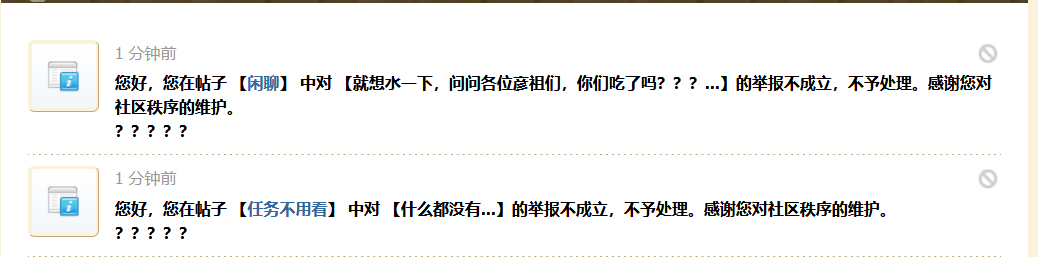 1 分钟前
您好，您在帖子 【闲聊】 中对 【就想水一下，问问各位彦祖们，你们吃了吗？？？...】的举报不成立，不予处理。感谢您对
社区秩序的维护。
？？？？？
1 分钟前
您好，您在帖子 【任务不用看】 中对 【什么都没有...】的举报不成立，不予处理。感谢您对社区秩序的维护。
？？？？？